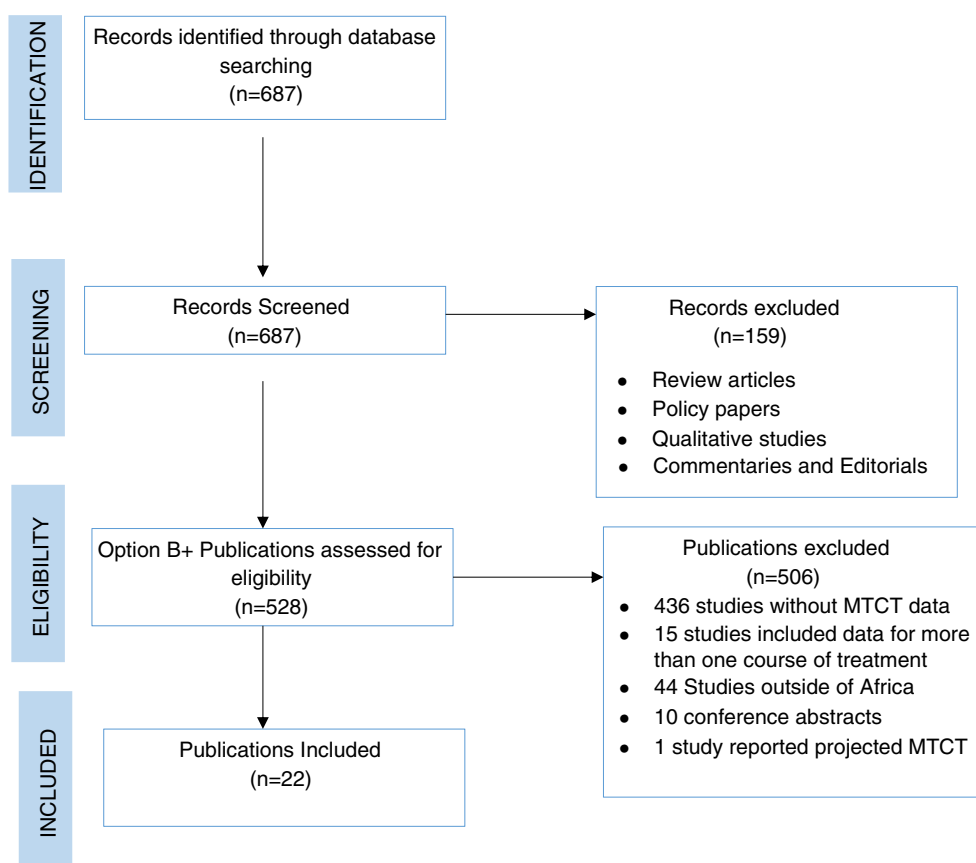 IDENTIFICATION
Records identified through database
searching
(n=687)
SCREENING
Records Screened
(n=687)
Records excluded
(n=159)
● Review articles
● Policy papers
● Qualitative studies
● Commentaries and Editorials
ELIGIBILITY
Option B+ Publications assessed for
eligibility
(n=528)
Publications excluded
(n=506)
● 436 studies without MTCT data
● 15 studies included data for more
than one course of treatment
● 44 Studies outside of Africa
● 10 conference abstracts
● 1 study reported projected MTCT
INCLUDED
Publications Included
(n=22)